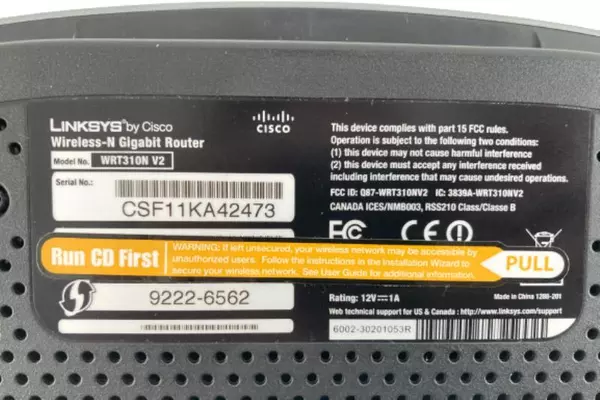 LINKSYS® by Cisco
Wireless-N Gigabit Router
Model No. WRT310N V2
Serial No.:
CSF11KA42473
CISCO
This device complies with part 15 FCC rules.
Operation is subject to the following two conditions:
(1) this device may not cause harmful interference
(2) this device must accept any interference received
including interference that may cause undesired operations.
FCC ID: Q87-WRT310NV2 IC: 3839A-WRT310NV2
CANADA ICES/NMB003, RSS210 Class/Classe B
FC CE
Run CD First
WARNING: If left unsecured, your wireless network may be accessible by
unauthorized users. Follow the instructions in the Installation Wizard to
secure your wireless network. See User Guide for additional information.
PULL
9222-6562
Rating: 12V 1A
Made in China 1280-201
Web technical support for US & Canada : http://www.linksys.com/support
6002-30201053R